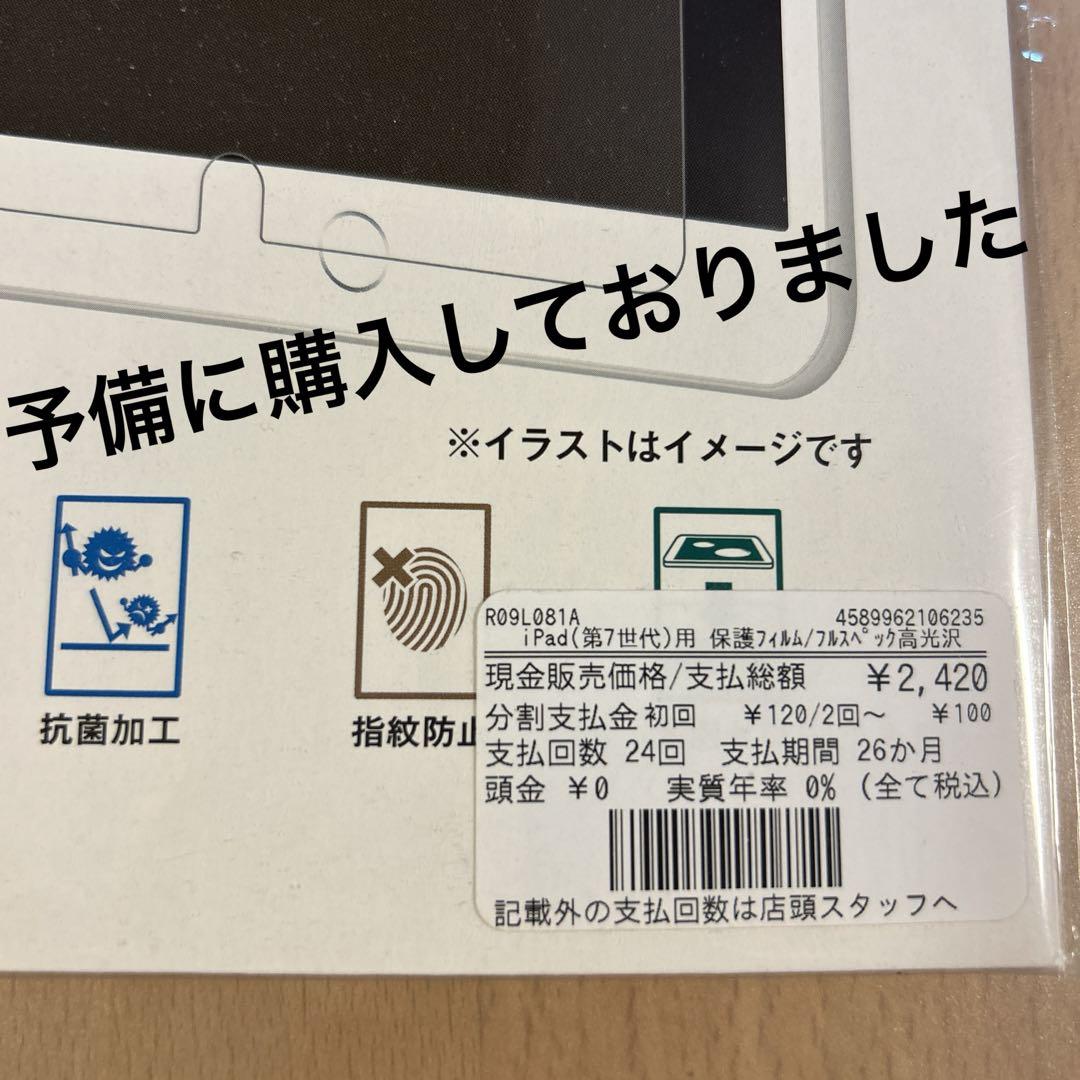 予備に購入しておりました
※イラストはイメージです
抗菌加工
指紋防止
R09L081A 4589962106235
iPad(第7世代)用 保護フィルム/フルスペック高光沢
現金販売価格/支払総額 ¥2,420
分割支払金初回 ¥120/2回～ ¥100
支払回数 24回 支払期間 26か月
頭金 ¥0 実質年率 0% (全て税込)
記載外の支払回数は店頭スタッフへ